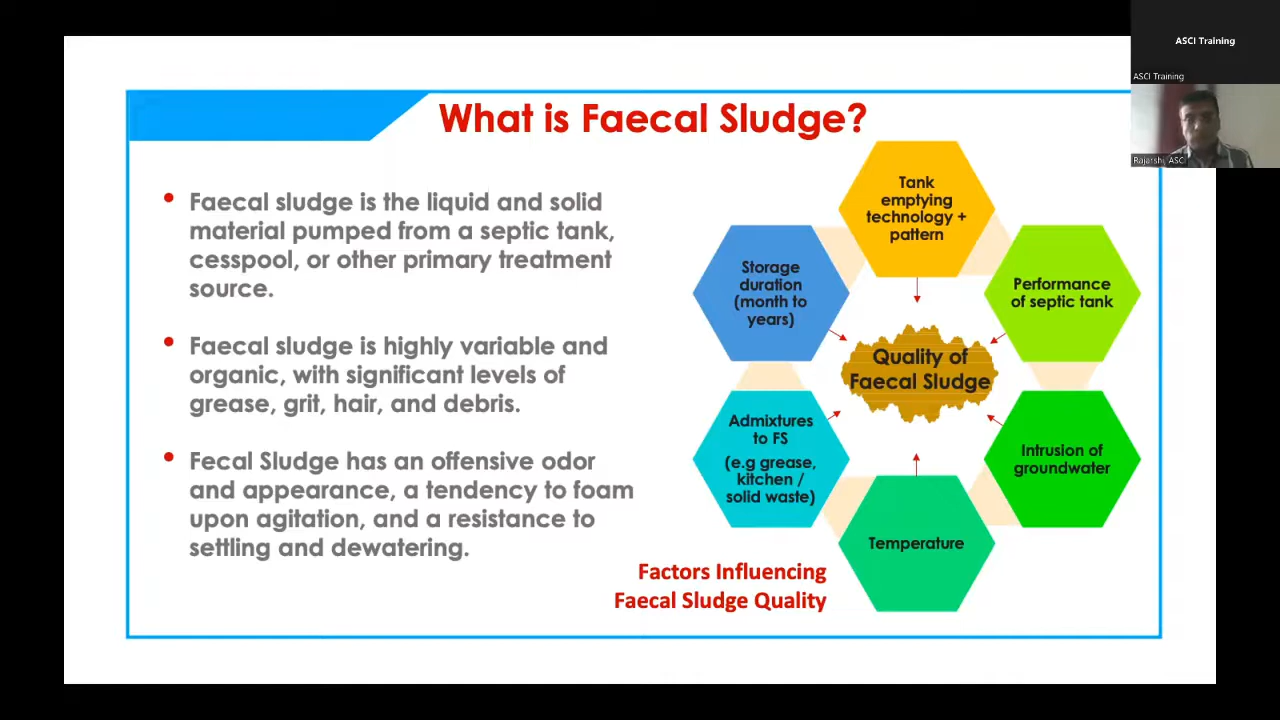 What is Faecal Sludge?
• Faecal sludge is the liquid and solid
material pumped from a septic tank,
cesspool, or other primary treatment
source.
• Faecal sludge is highly variable and
organic, with significant levels of
grease, grit, hair, and debris.
• Fecal Sludge has an offensive odor
and appearance, a tendency to foam
upon agitation, and a resistance to
settling and dewatering.
Tank
emptying
technology +
pattern
Performance
of septic tank
Intrusion of
groundwater
Temperature
Admixtures
to FS
(e.g grease,
kitchen /
solid waste)
Storage
duration
(month to
years)
Quality of
Faecal Sludge
Factors Influencing
Faecal Sludge Quality
ASCI Training
ASCI Training
Rajarshi, ASCI